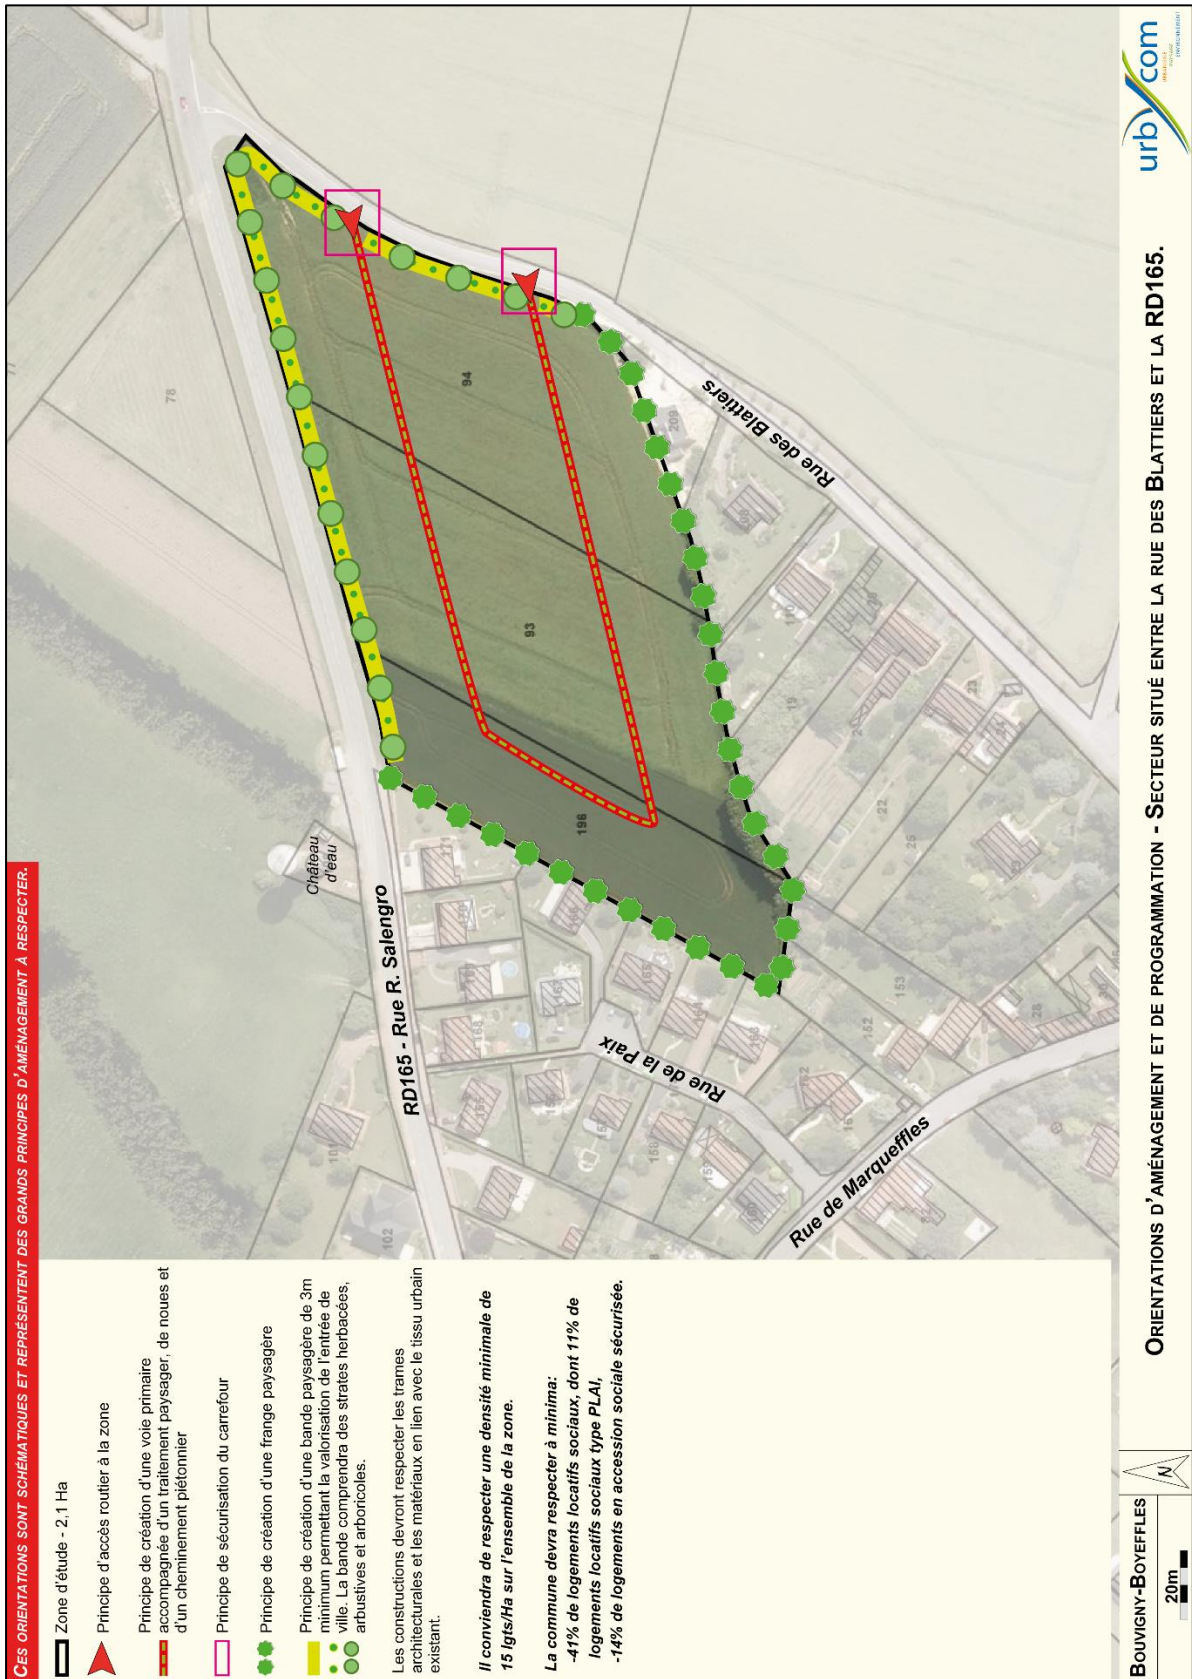 CES ORIENTATIONS SONT SCHÉMATIQUES ET REPRÉSENTENT DES GRANDS PRINCIPES D'AMÉNAGEMENT À RESPECTER.
Zone d'étude - 2,1 Ha
Principe d'accès routier à la zone
Principe de création d'une voie primaire
accompagnée d'un traitement paysager, de noues et
d'un cheminement piétonnier
Principe de sécurisation du carrefour
Principe de création d'une frange paysagère
Principe de création d'une bande paysagère de 3m
minimum permettant la valorisation de l'entrée de
ville. La bande comprendra des strates herbacées,
arbustives et arboricoles.
Les constructions devront respecter les trames
architecturales et les matériaux en lien avec le tissu urbain
existant.
Il conviendra de respecter une densité minimale de
15 lgts/Ha sur l'ensemble de la zone.
La commune devra respecter à minima:
-41% de logements locatifs sociaux, dont 11% de
logements locatifs sociaux type PLAI,
-14% de logements en accession sociale sécurisée.
Château
d'eau
RD165 - Rue R. Salengro
Rue de la Paix
Rue de Marqueffles
Rue des Blattiers
78
94
93
196
209
19
22
23
25
152
153
28
102
BOUVIGNY-BOYEFFLES
20m
N
ORIENTATIONS D'AMÉNAGEMENT ET DE PROGRAMMATION - SECTEUR SITUÉ ENTRE LA RUE DES BLATTIERS ET LA RD165.
urbycom
URBANISME
PAYSAGE
ENVIRONNEMENT